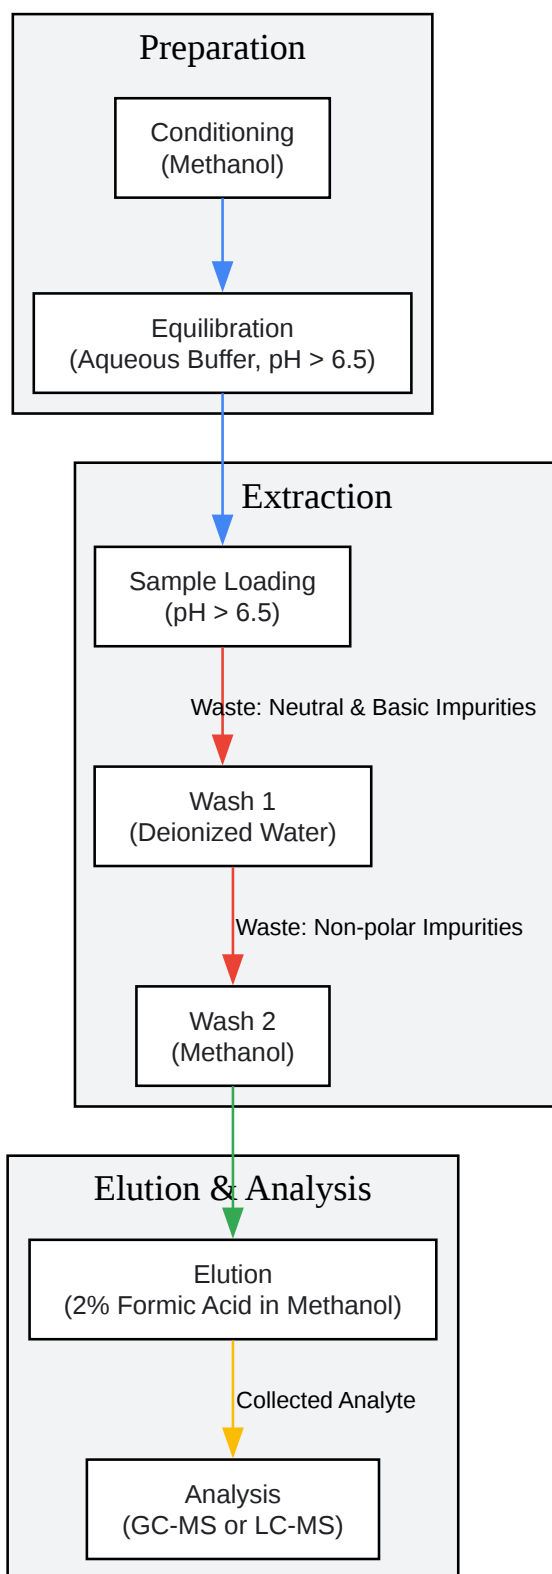 Preparation
Conditioning
(Methanol)
Equilibration
(Aqueous Buffer, pH > 6.5)
Extraction
Sample Loading
(pH > 6.5)
Waste: Neutral & Basic Impurities
Wash 1
(Deionized Water)
Waste: Non-polar Impurities
Wash 2
(Methanol)
Elution & Analysis
Elution
(2% Formic Acid in Methanol)
Collected Analyte
Analysis
(GC-MS or LC-MS)